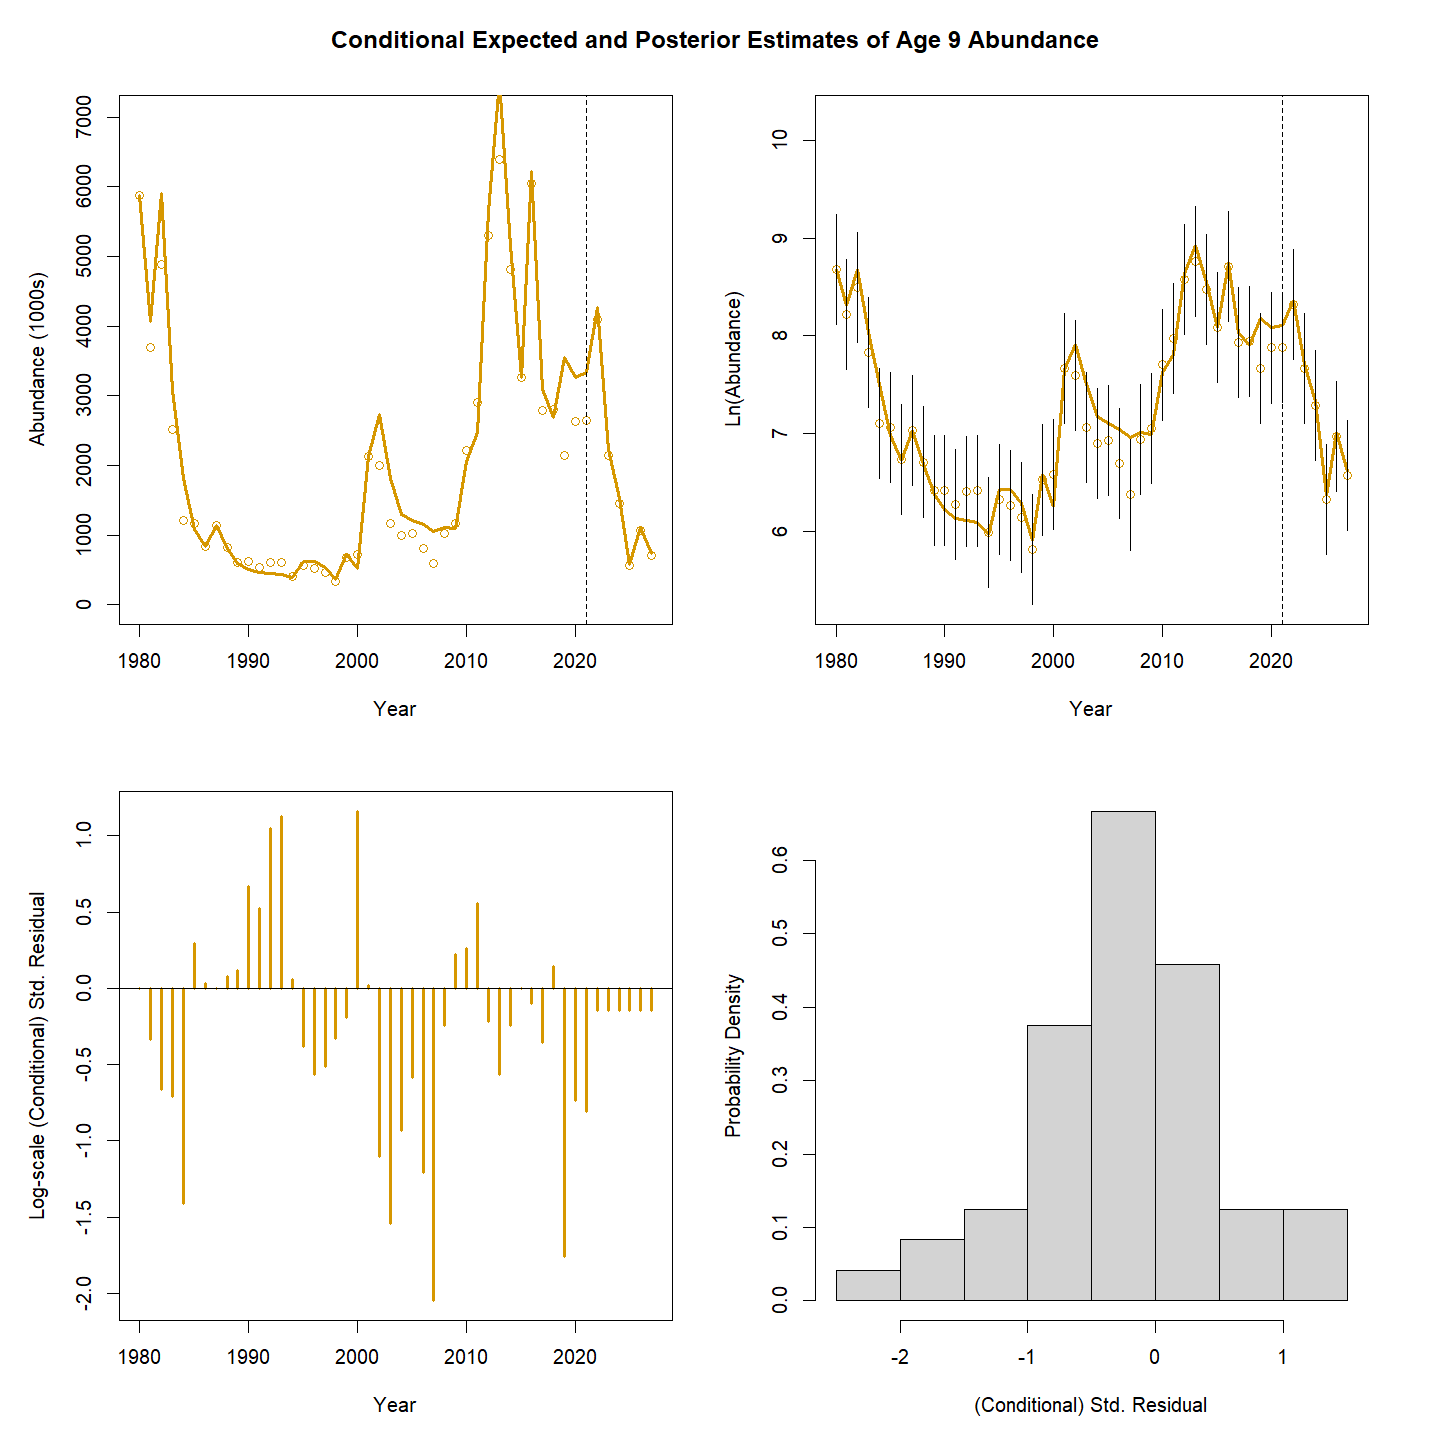 Conditional Expected and Posterior Estimates of Age 9 Abundance
Abundance (1000s)
7000
6000
5000
4000
3000
2000
1000
0
1980 1990 2000 2010 2020
Year
Ln(Abundance)
10
9
8
7
6
1980 1990 2000 2010 2020
Year
Log-scale (Conditional) Std. Residual
1.0
0.5
0.0
-0.5
-1.0
-1.5
-2.0
1980 1990 2000 2010 2020
Year
Probability Density
0.6
0.5
0.4
0.3
0.2
0.1
0.0
-2 -1 0 1
(Conditional) Std. Residual